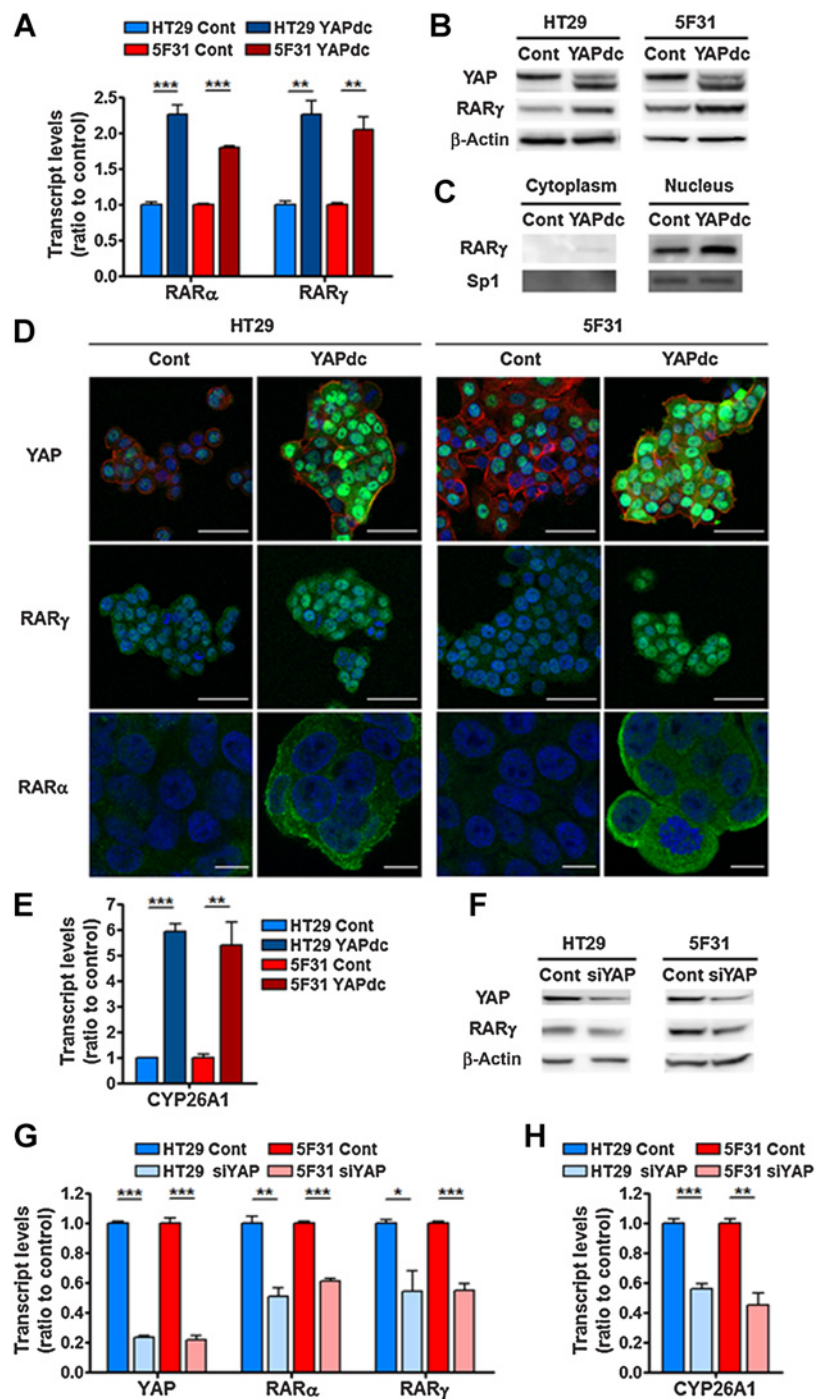 A
HT29 Cont HT29 YAPdc
5F31 Cont 5F31 YAPdc
*** *** ** **
Transcript levels
(ratio to control)
2.5
2.0
1.5
1.0
0.5
0.0
RARα RARγ
B
HT29 5F31
Cont YAPdc Cont YAPdc
YAP
RARγ
β-Actin
C
Cytoplasm Nucleus
Cont YAPdc Cont YAPdc
RARγ
Sp1
D
HT29 5F31
Cont YAPdc Cont YAPdc
YAP
RARγ
RARα
E
*** **
Transcript levels
(ratio to control)
7
6
5
4
3
2
1
0
CYP26A1
HT29 Cont
HT29 YAPdc
5F31 Cont
5F31 YAPdc
F
HT29 5F31
Cont siYAP Cont siYAP
YAP
RARγ
β-Actin
G
HT29 Cont 5F31 Cont
HT29 siYAP 5F31 siYAP
*** *** ** *** * ***
Transcript levels
(ratio to control)
1.2
1.0
0.8
0.6
0.4
0.2
0.0
YAP RARα RARγ
H
HT29 Cont 5F31 Cont
HT29 siYAP 5F31 siYAP
*** **
Transcript levels
(ratio to control)
1.2
1.0
0.8
0.6
0.4
0.2
0.0
CYP26A1